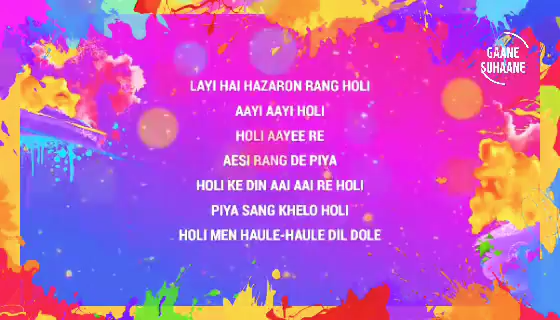 GAANE
SUHAANE
LAYI HAI HAZARON RANG HOLI
AAYI AAYI HOLI
HOLI AAYEE RE
AESI RANG DE PIYA
HOLI KE DIN AAI AAI RE HOLI
PIYA SANG KHELO HOLI
HOLI MEN HAULE-HAULE DIL DOLE